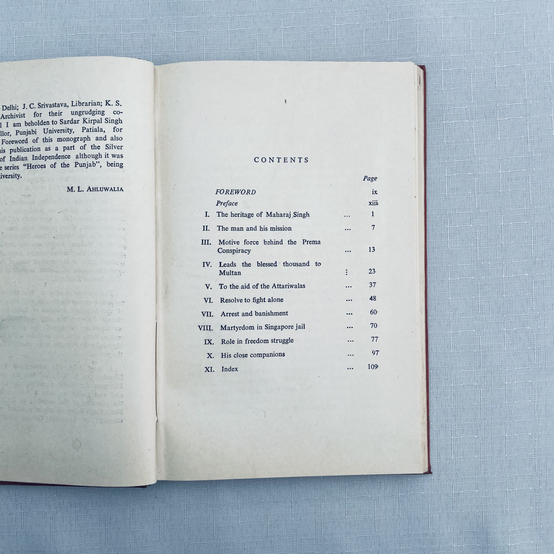 Delhi; J. C. Srivastava, Librarian; K. S.
Archivist for their ungrudging co-
I am beholden to Sardar Kirpal Singh
llor, Punjabi University, Patiala, for
Foreword of this monograph and also
is publication as a part of the Silver
of Indian Independence although it was
e series "Heroes of the Punjab", being
iversity.
M. L. AHLUWALIA
CONTENTS
Page
FOREWORD ix
Preface xiii
I. The heritage of Maharaj Singh ... 1
II. The man and his mission ... 7
III. Motive force behind the Prema
Conspiracy ... 13
IV. Leads the blessed thousand to
Multan ... 23
V. To the aid of the Attariwalas ... 37
VI. Resolve to fight alone ... 48
VII. Arrest and banishment ... 60
VIII. Martyrdom in Singapore jail ... 70
IX. Role in freedom struggle ... 77
X. His close companions ... 97
XI. Index ... 109